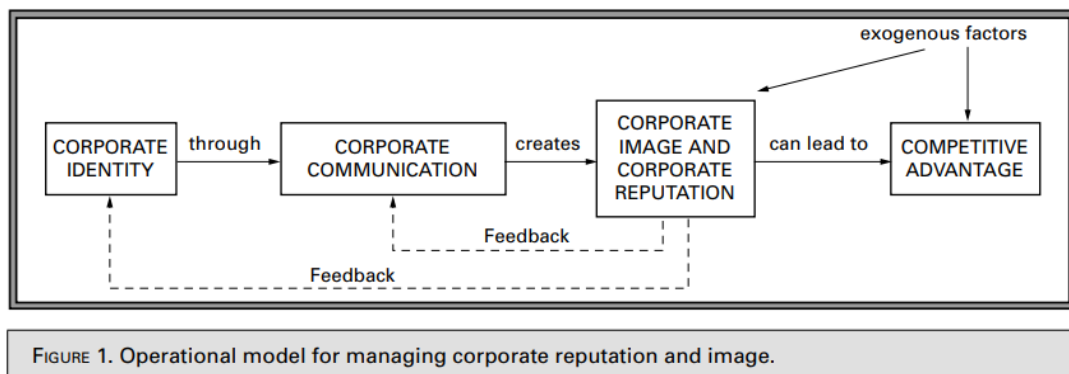 exogenous factors
CORPORATE
IDENTITY
through
CORPORATE
COMMUNICATION
creates
CORPORATE
IMAGE AND
CORPORATE
REPUTATION
can lead to
COMPETITIVE
ADVANTAGE
Feedback
Feedback
FIGURE 1. Operational model for managing corporate reputation and image.